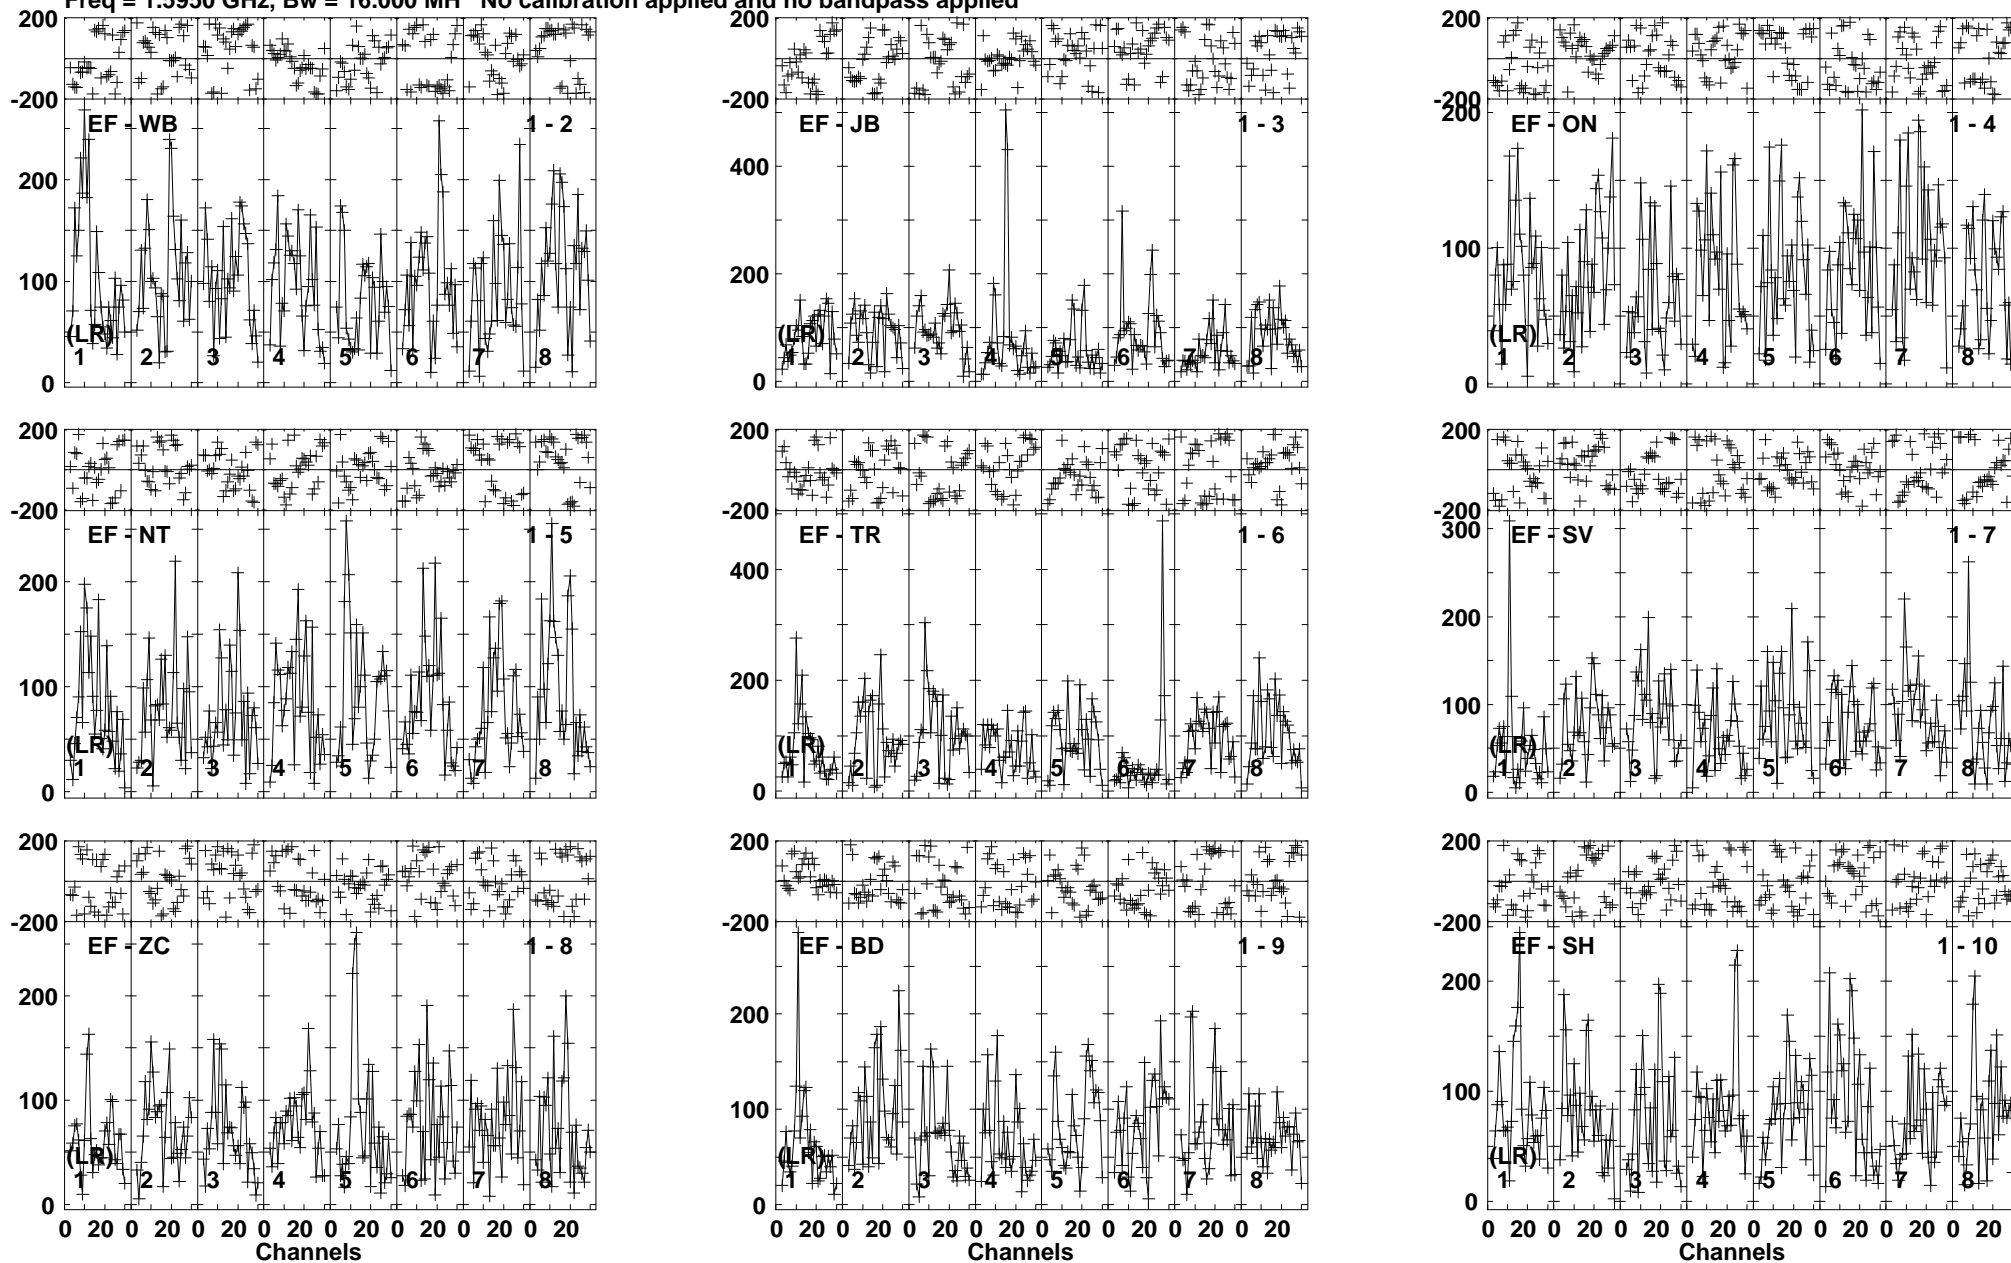 Freq = 1.5950 GHz, Bw = 16.000 MH No calibration applied and no bandpass applied
200 200 200
-200 -200 -200
EF - WB 1 - 2 EF - JB 1 - 3 EF - ON 1 - 4
200 400 200
100 200 100
(LR) (LR) (LR)
1 2 3 4 5 6 7 8 1 2 3 4 5 6 7 8 1 2 3 4 5 6 7 8
0 0 0
200 200 200
-200 -200 -200
EF - NT 1 - 5 EF - TR 1 - 6 EF - SV 1 - 7
300
200 400 200
100 200 100
(LR) (LR) (LR)
1 2 3 4 5 6 7 8 1 2 3 4 5 6 7 8 1 2 3 4 5 6 7 8
0 0 0
200 200 200
-200 -200 -200
EF - ZC 1 - 8 EF - BD 1 - 9 EF - SH 1 - 10
200 200 200
100 100 100
(LR) (LR) (LR)
1 2 3 4 5 6 7 8 1 2 3 4 5 6 7 8 1 2 3 4 5 6 7 8
0 0 0
0 20 0 20 0 20 0 20 0 20 0 20 0 20 0 20 0 20 0 20 0 20 0 20 0 20 0 20 0 20 0 20 0 20 0 20 0 20 0 20 0 20 0 20 0 20 0 20
Channels Channels Channels